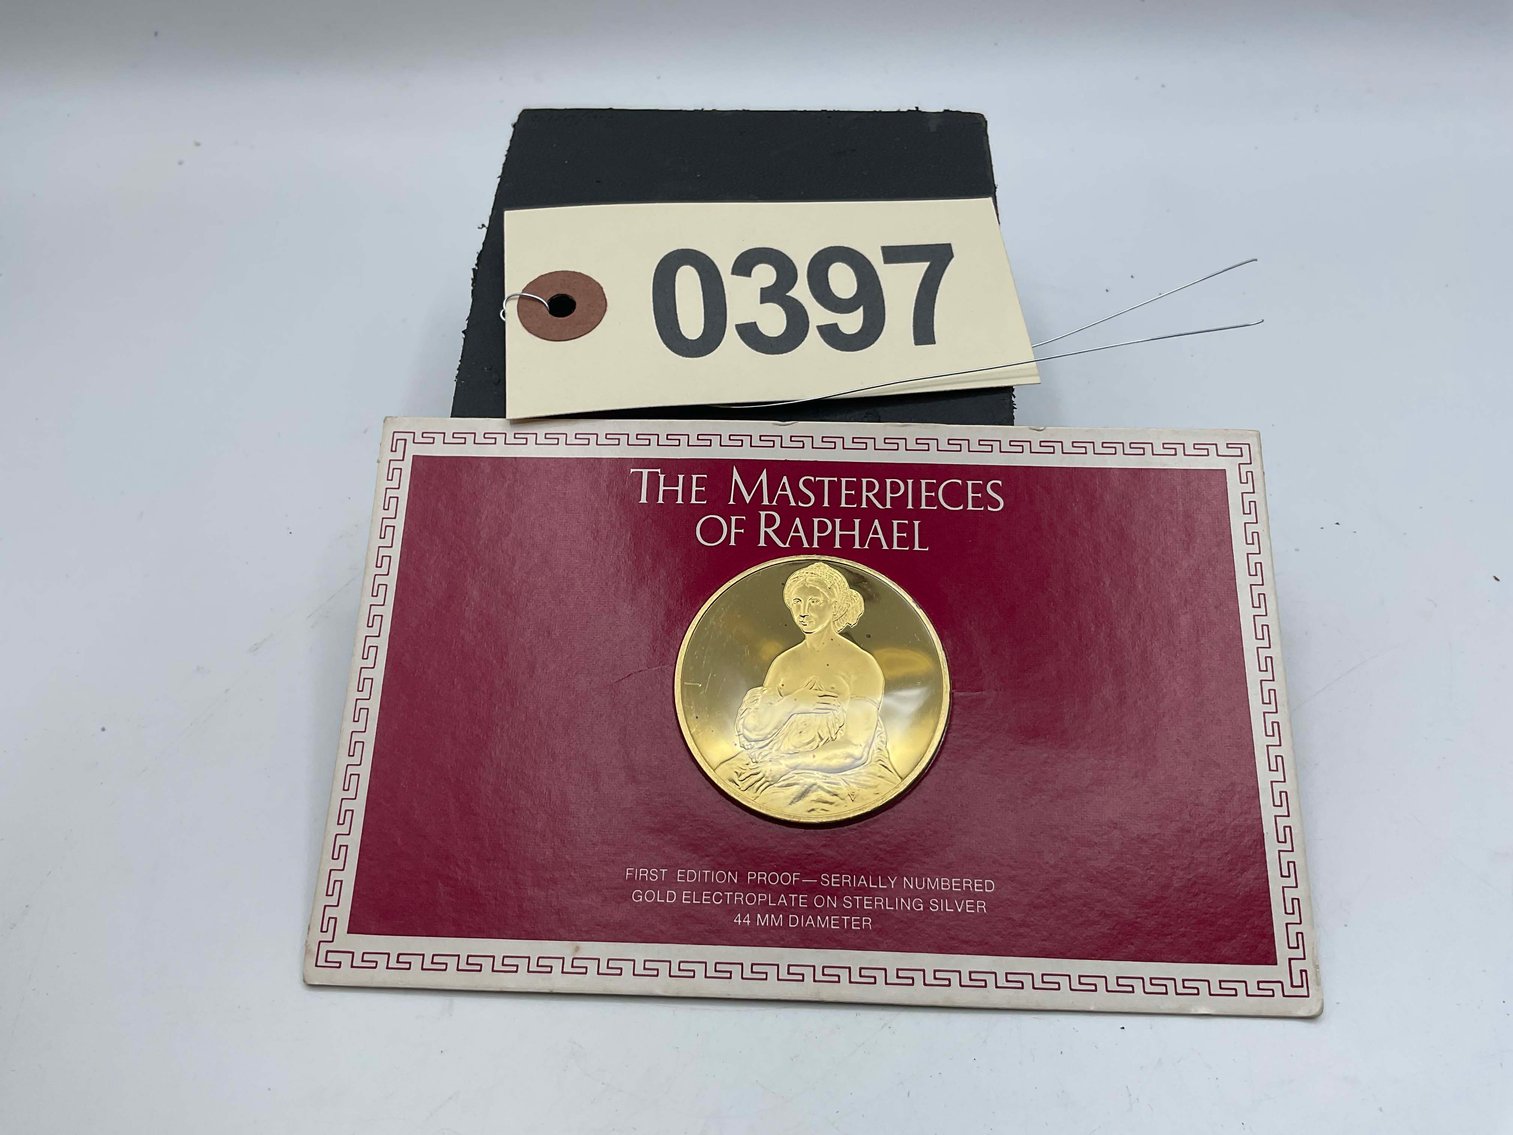 0397
THE MASTERPIECES
OF RAPHAEL
FIRST EDITION PROOF—SERIALLY NUMBERED
GOLD ELECTROPLATE ON STERLING SILVER
44 MM DIAMETER